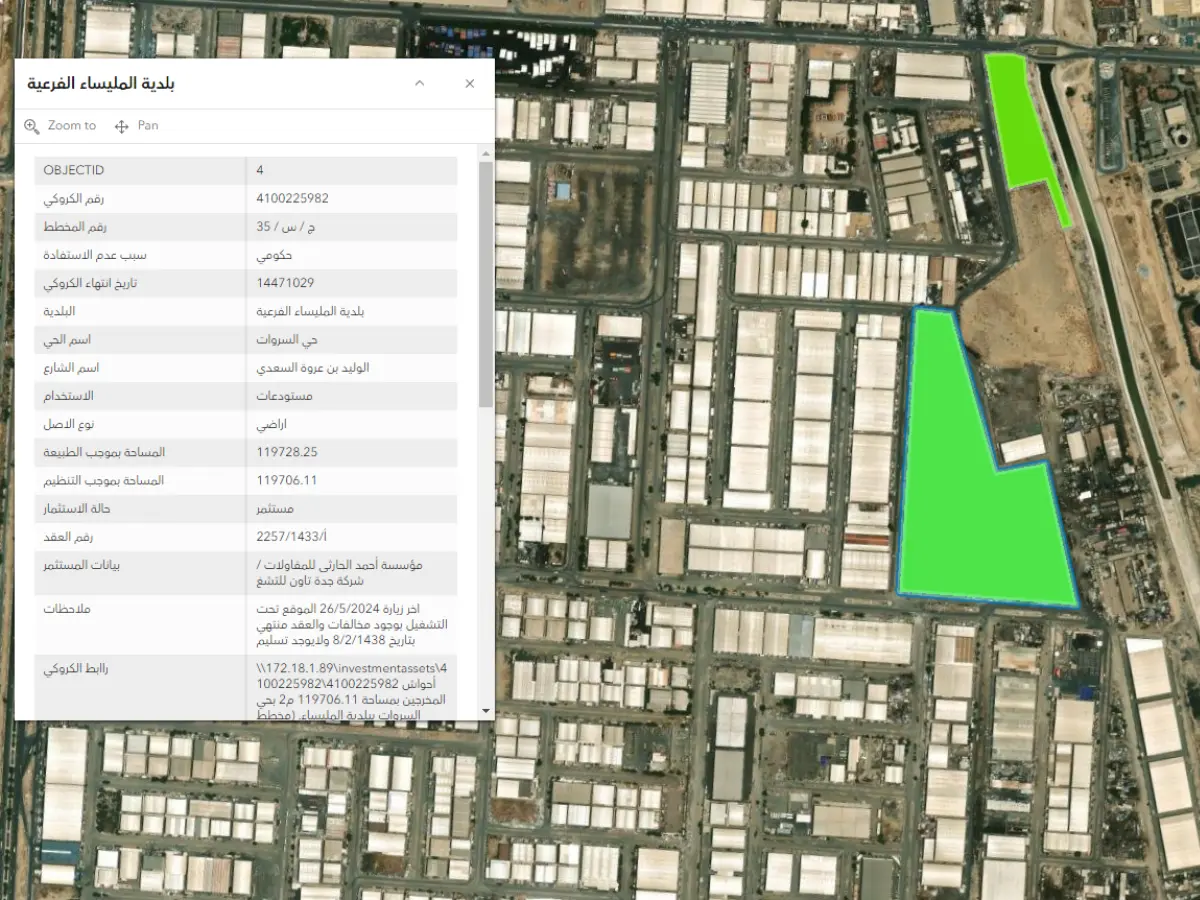 بلدية المليساء الفرعية
Zoom to Pan
OBJECTID 4
رقم الكروكي 4100225982
رقم المخطط ج / س / 35
سبب عدم الاستفادة حكومي
تاريخ انتهاء الكروكي 14471029
البلدية بلدية المليساء الفرعية
اسم الحي حي السروات
اسم الشارع الوليد بن عروة السعدي
الاستخدام مستودعات
نوع الاصل اراضي
المساحة بموجب الطبيعة 119728.25
المساحة بموجب التنظيم 119706.11
حالة الاستثمار مستثمر
رقم العقد أ/2257/1433
بيانات المستثمر مؤسسة أحمد الحارثى للمقاولات /
شركة جدة تاون للتشغ
ملاحظات اخر زيارة 26/5/2024 الموقع تحت
التشغيل بوجود مخالفات والعقد منتهي
بتاريخ 8/2/1438 ولايوجد تسليم
راابط الكروكي \\172.18.1.89\investmentassets\4
100225982\4100225982 أحواش
المخرجين بمساحة 119706.11 م2 بحي
السروات ببلدية المليساء. (مخطط